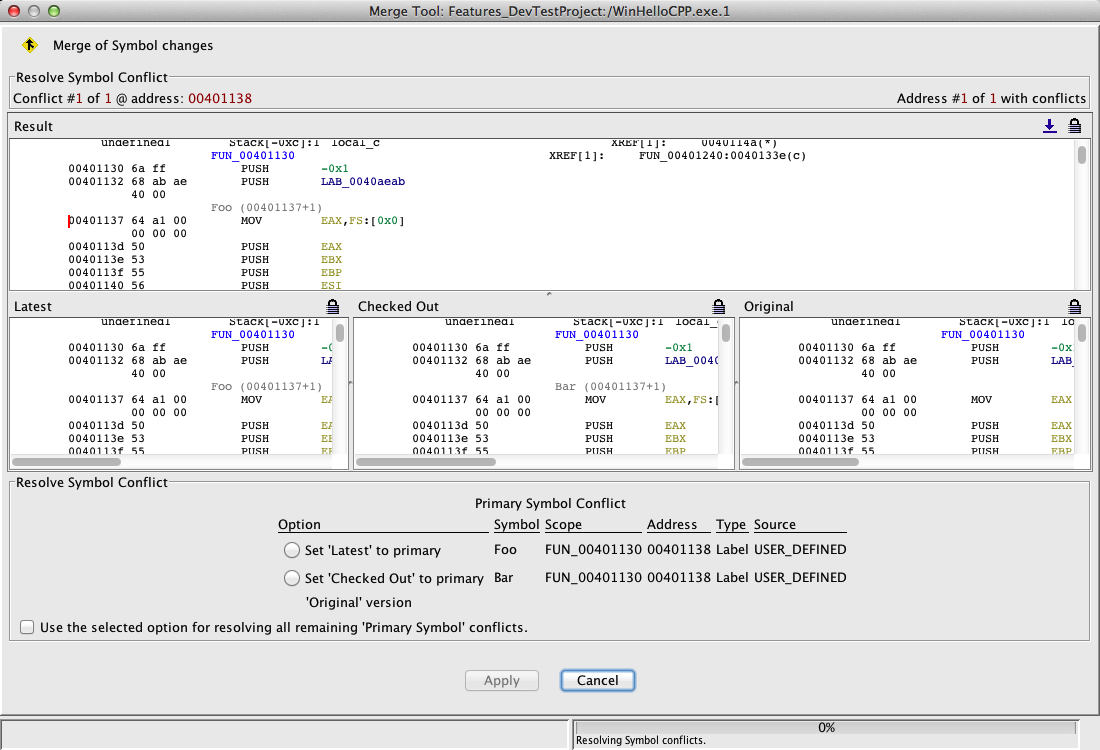 Merge Tool: Features_DevTestProject:/WinHelloCPP.exe.1
Merge of Symbol changes
Resolve Symbol Conflict
Conflict #1 of 1 @ address: 00401138 Address #1 of 1 with conflicts
Result
undefined1 Stack[-0xc]:1 local_c XREF[1]: 0040114a(*)
FUN_00401130 XREF[1]: FUN_00401240:0040133e(c)
00401130 6a ff PUSH -0x1
00401132 68 ab ae PUSH LAB_0040aeab
40 00
Foo (00401137+1)
00401137 64 a1 00 MOV EAX,FS:[0x0]
00 00 00
0040113d 50 PUSH EAX
0040113e 53 PUSH EBX
0040113f 55 PUSH EBP
00401140 56 PUSH ESI
Latest
undefined1 Stack[-0xc]:1
FUN_00401130
00401130 6a ff PUSH -0
00401132 68 ab ae PUSH LA
40 00
Foo (00401137+1)
00401137 64 a1 00 MOV EA
00 00 00
0040113d 50 PUSH EA
0040113e 53 PUSH EB
0040113f 55 PUSH EB
Checked Out
undefined1 Stack[-0xc]:1 local_
FUN_00401130
00401130 6a ff PUSH -0x1
00401132 68 ab ae PUSH LAB_0040
40 00
Bar (00401137+1)
00401137 64 a1 00 MOV EAX,FS:[
00 00 00
0040113d 50 PUSH EAX
0040113e 53 PUSH EBX
0040113f 55 PUSH EBP
Original
undefined1 Stack[-0xc]:1 lo
FUN_00401130
00401130 6a ff PUSH -0x
00401132 68 ab ae PUSH LAB_
40 00
00401137 64 a1 00 MOV EAX
00 00 00
0040113d 50 PUSH EAX
0040113e 53 PUSH EBX
0040113f 55 PUSH EBP
Resolve Symbol Conflict
Primary Symbol Conflict
Option Symbol Scope Address Type Source
Set 'Latest' to primary Foo FUN_00401130 00401138 Label USER_DEFINED
Set 'Checked Out' to primary Bar FUN_00401130 00401138 Label USER_DEFINED
'Original' version
Use the selected option for resolving all remaining 'Primary Symbol' conflicts.
Apply Cancel
0%
Resolving Symbol conflicts.